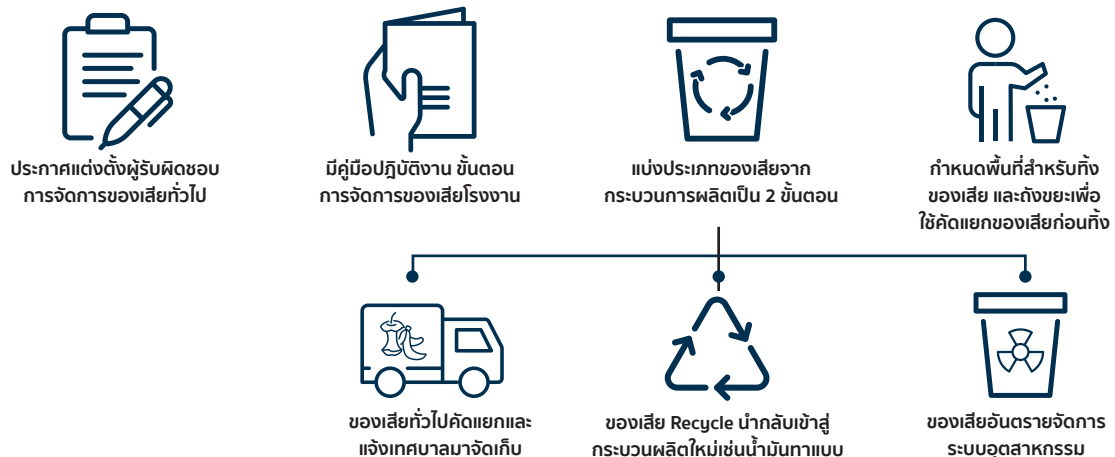 ประกาศแต่งตั้งผู้รับผิดชอบ
การจัดการของเสียทั่วไป
มีคู่มือปฎิบัติงาน ขั้นตอน
การจัดการของเสียโรงงาน
แบ่งประเภทของเสียจาก
กระบวนการผลิตเป็น 2 ขั้นตอน
กำหนดพื้นที่สำหรับทิ้ง
ของเสีย และถังขยะเพื่อ
ใช้คัดแยกของเสียก่อนทิ้ง
ของเสียทั่วไปคัดแยกและ
แจ้งเทศบาลมาจัดเก็บ
ของเสีย Recycle นำกลับเข้าสู่
กระบวนผลิตใหม่เช่นน้ำมันทาแบบ
ของเสียอันตรายจัดการ
ระบบอุตสาหกรรม